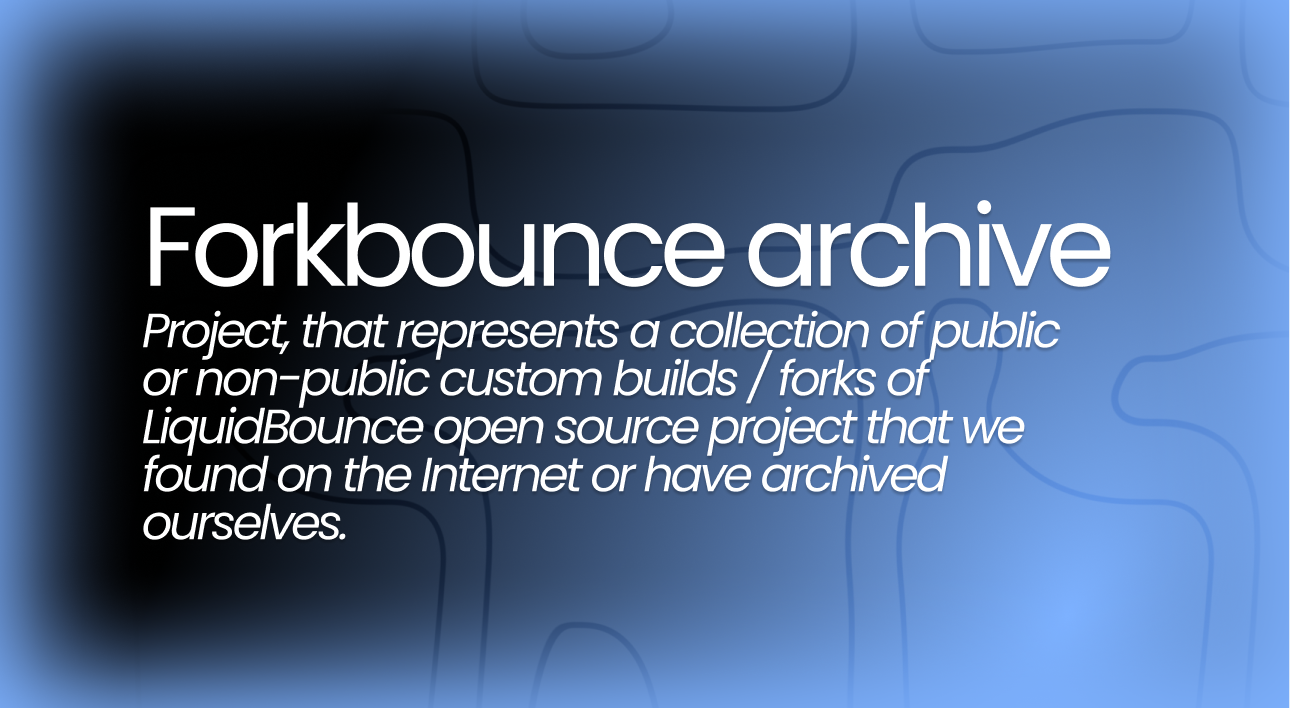 Forkbounce archive
Project, that represents a collection of public
or non-public custom builds / forks of
LiquidBounce open source project that we
found on the Internet or have archived
ourselves.